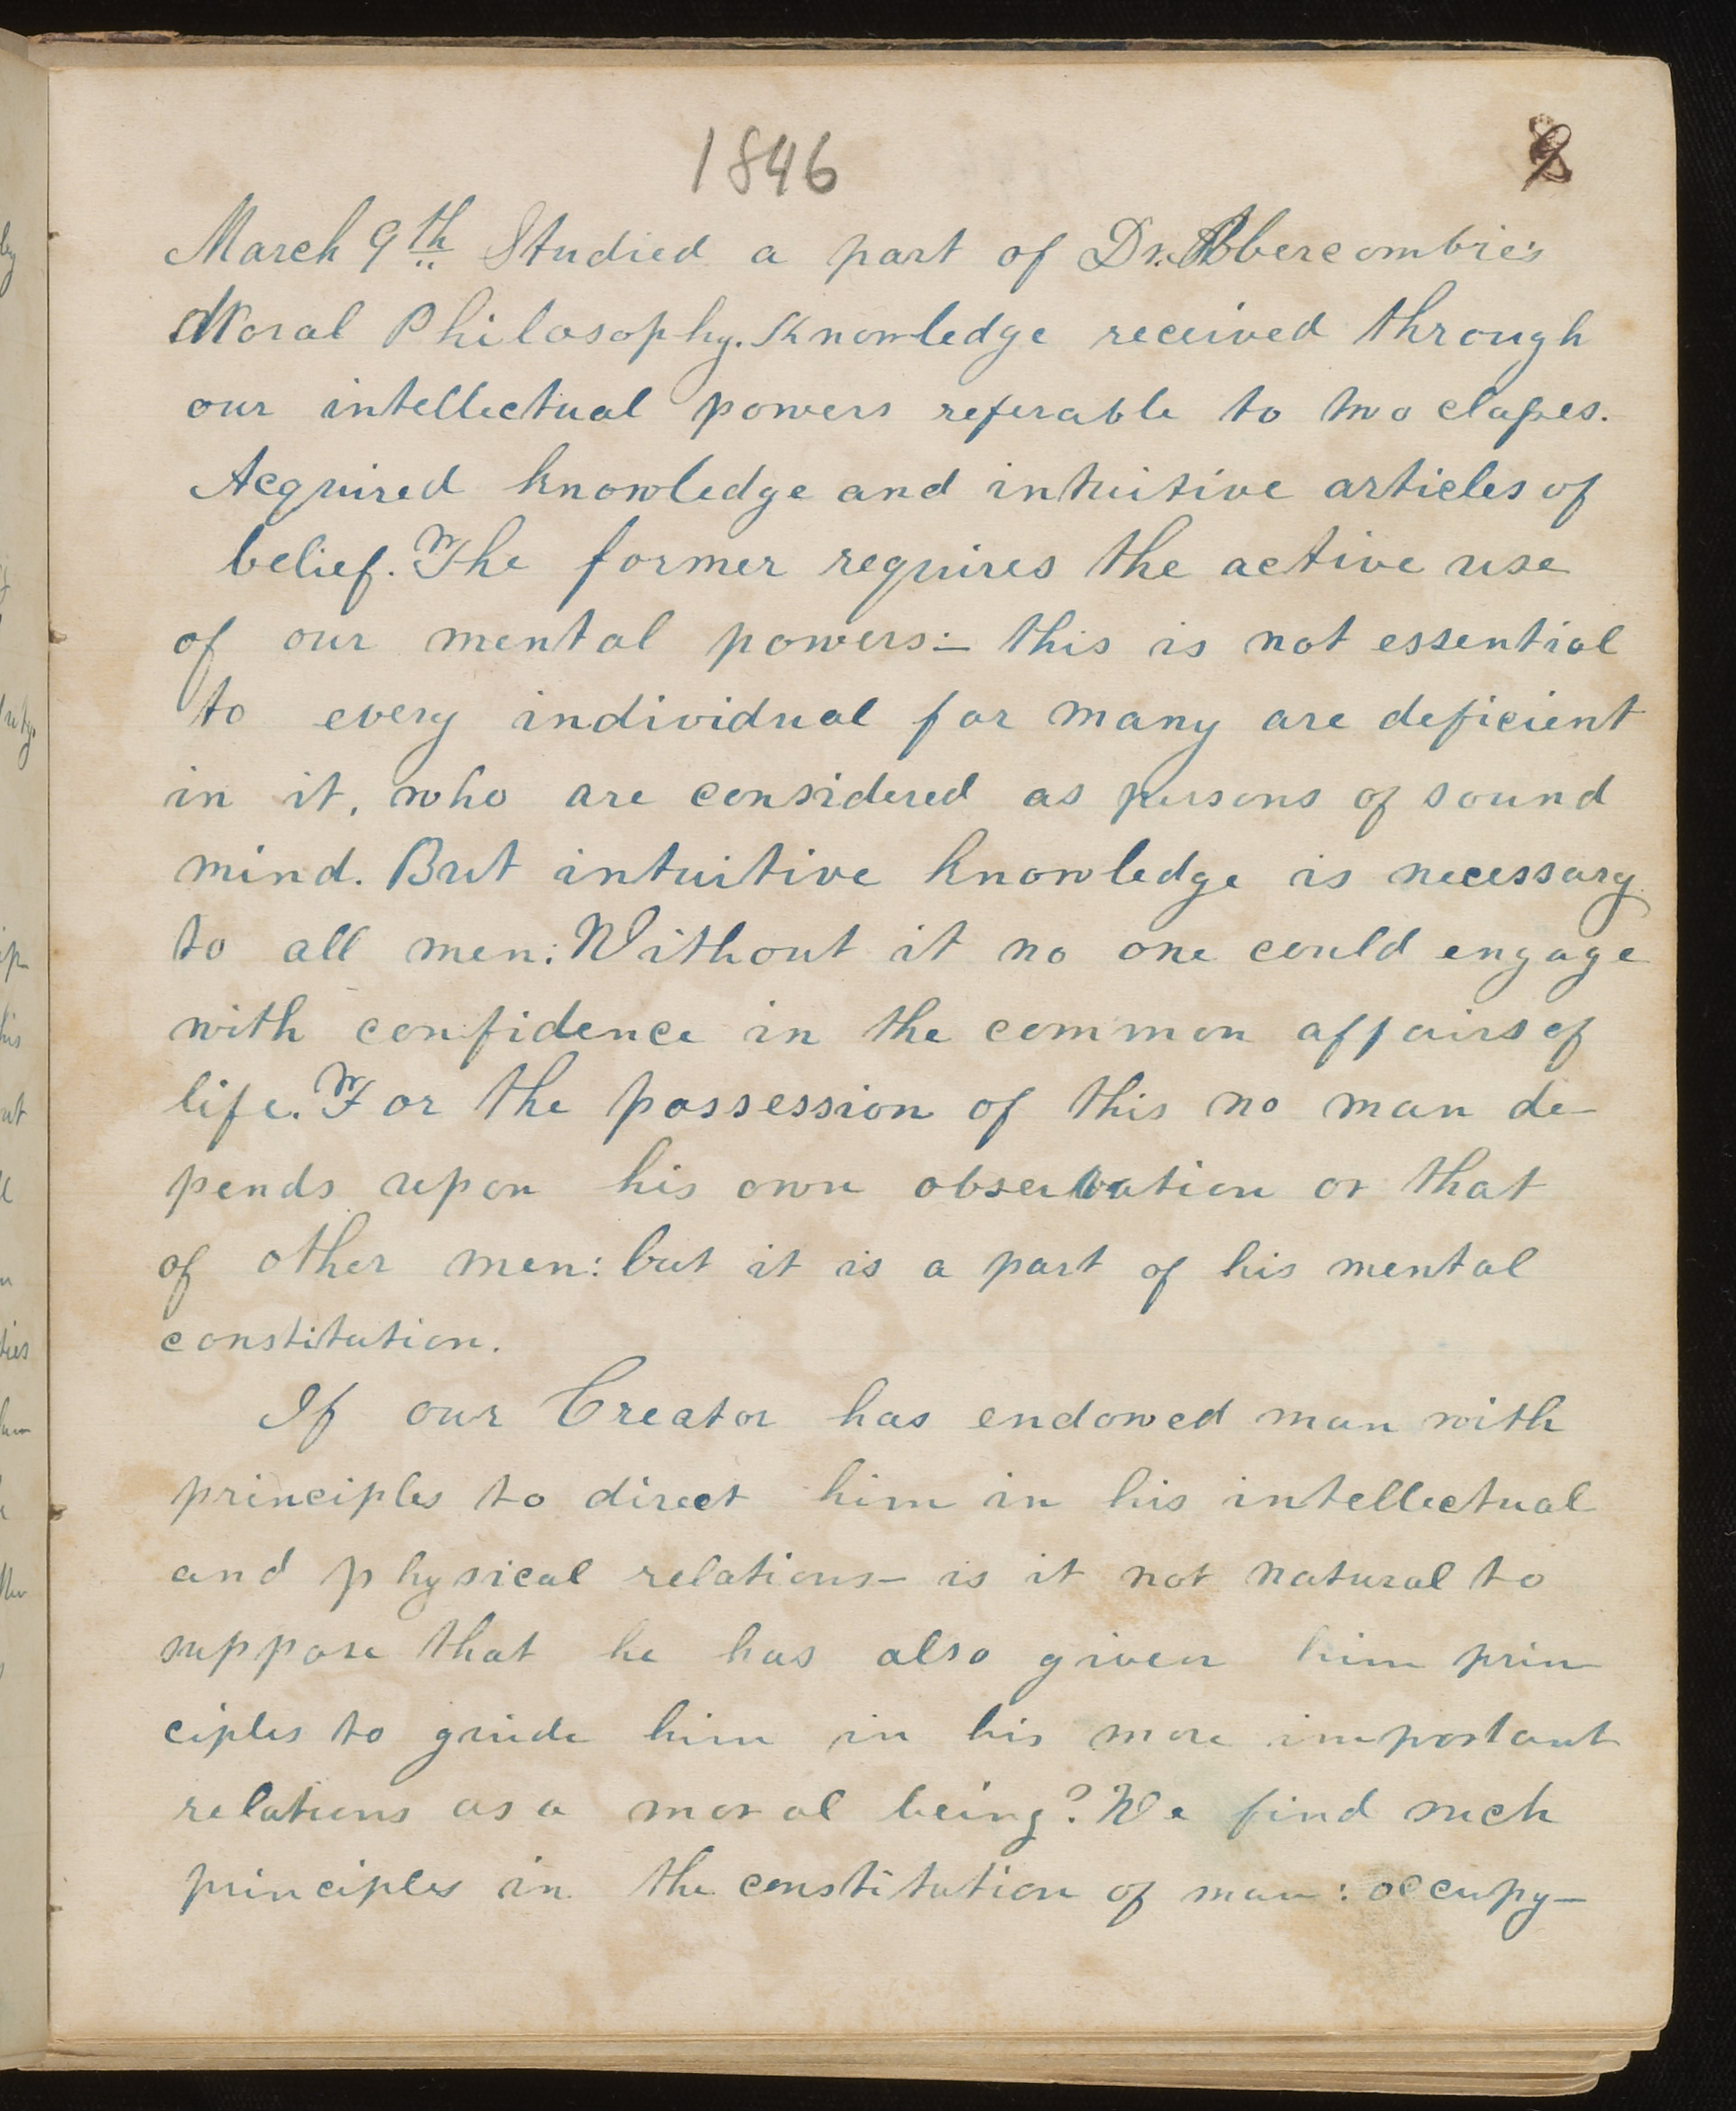 1846
March 9th Studied a part of Dr. Abbercombie's
Moral Philosophy. Knowledge received through
our intellectual powers referable to two classes.
Acquired knowledge and intuitive articles of
belief. The former requires the active use
of our mental powers:— this is not essential
to every individual for many are deficient
in it, who are considered as persons of sound
mind. But intuitive knowledge is necessary
to all men: Without it no one could engage
with confidence in the common affairs of
life. For the possession of this no man de-
pends upon his own observation or that
of other men: but it is a part of his mental
constitution.
If our Creator has endowed man with
principles to direct him in his intellectual
and physical relations— is it not natural to
suppose that he has also given him prin-
ciples to guide him in his more important
relations as a moral being? We find such
principles in the constitution of man: occupy-